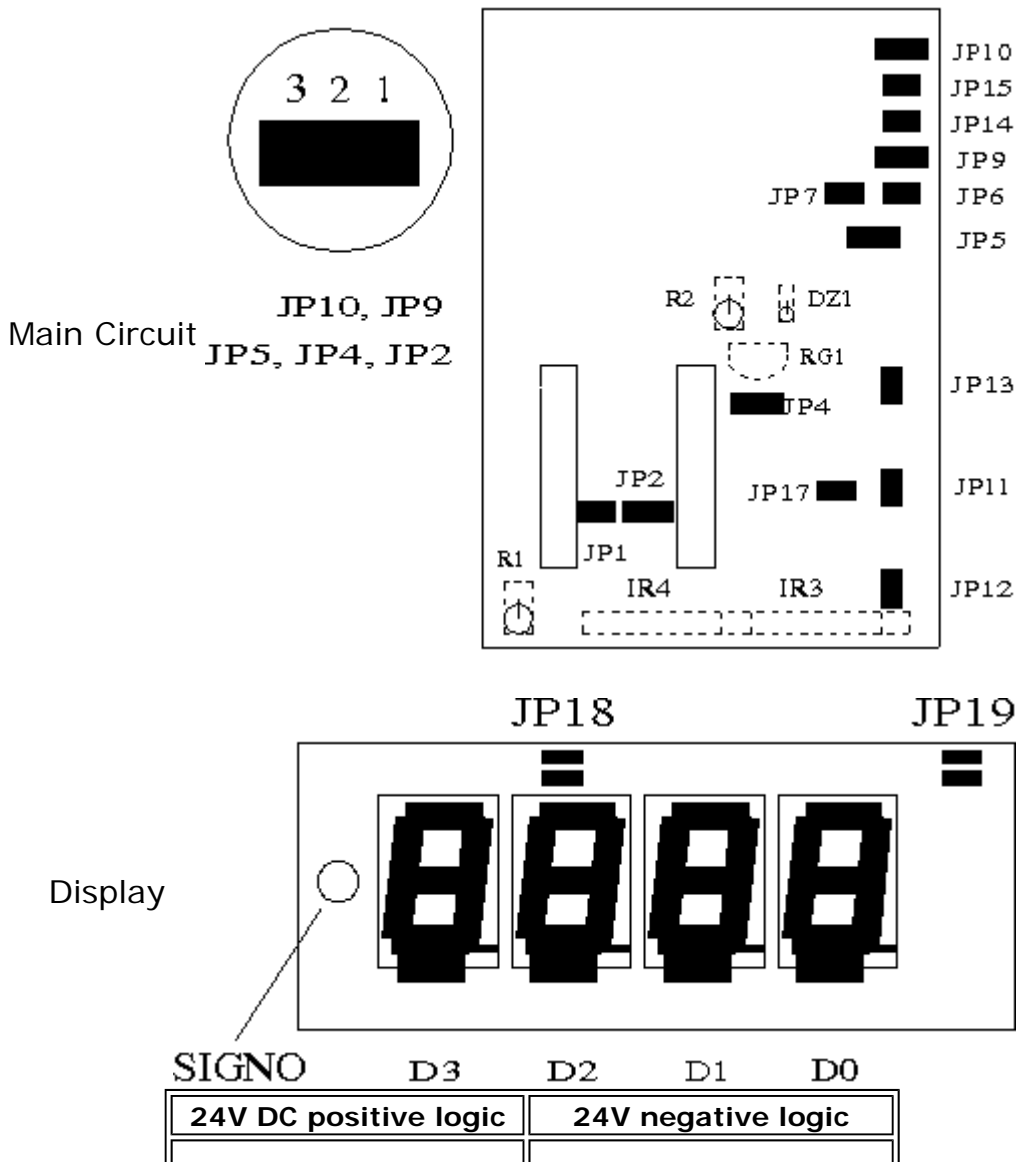 JP10
3 2 1
JP15
JP14
JP9
JP7
JP6
JP5
R2
DZ1
JP10, JP9
Main Circuit
JP5, JP4, JP2
RG1
JP13
JP4
JP2
JP17
JP11
JP1
R1
IR4
IR3
JP12
JP18
JP19
Display
SIGNO
D3
D2
D1
D0
24V DC positive logic
24V negative logic